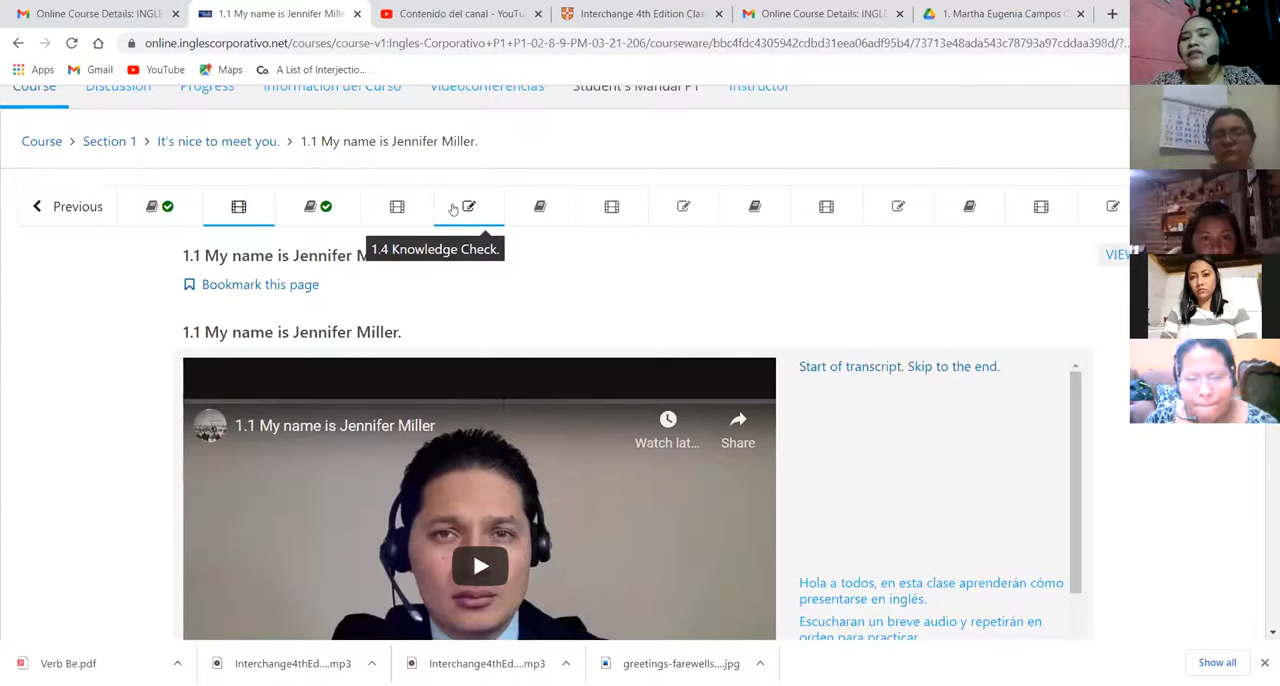 Online Course Details: INGLE
1.1 My name is Jennifer Mille
Contenido del canal - YouTu
Interchange 4th Edition Clas
Online Course Details: INGLE
1. Martha Eugenia Campos C
online.inglescorporativo.net/courses/course-v1:Ingles-Corporativo+P1+P1-02-8-9-PM-03-21-206/courseware/bbc4fdc4305942cdbd31eea06adf95b4/73713e48ada543c78793a97cddaa398d/?...
Apps
Gmail
YouTube
Maps
Co. A List of Interjectio...
Course
Discussion
Progress
Información del Curso
Videoconferencias
Student's Manual P1
Instructor
Course > Section 1 > It's nice to meet you. > 1.1 My name is Jennifer Miller.
Previous
1.4 Knowledge Check.
1.1 My name is Jennifer M
VIEW
Bookmark this page
1.1 My name is Jennifer Miller.
1.1 My name is Jennifer Miller
Watch lat...
Share
Start of transcript. Skip to the end.
Hola a todos, en esta clase aprenderán cómo
presentarse en inglés.
Escucharan un breve audio y repetirán en
orden para practicar
Verb Be.pdf
Interchange4thEd....mp3
Interchange4thEd....mp3
greetings-farewells....jpg
Show all